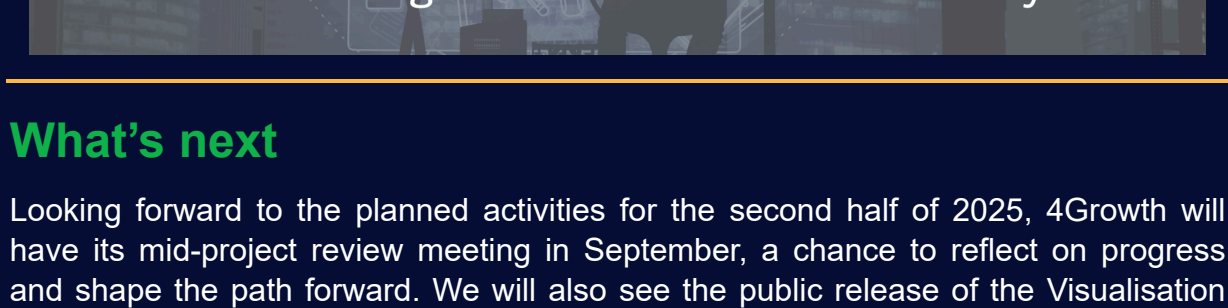 What’s next
Looking forward to the planned activities for the second half of 2025, 4Growth will
have its mid-project review meeting in September, a chance to reflect on progress
and shape the path forward. We will also see the public release of the Visualisation